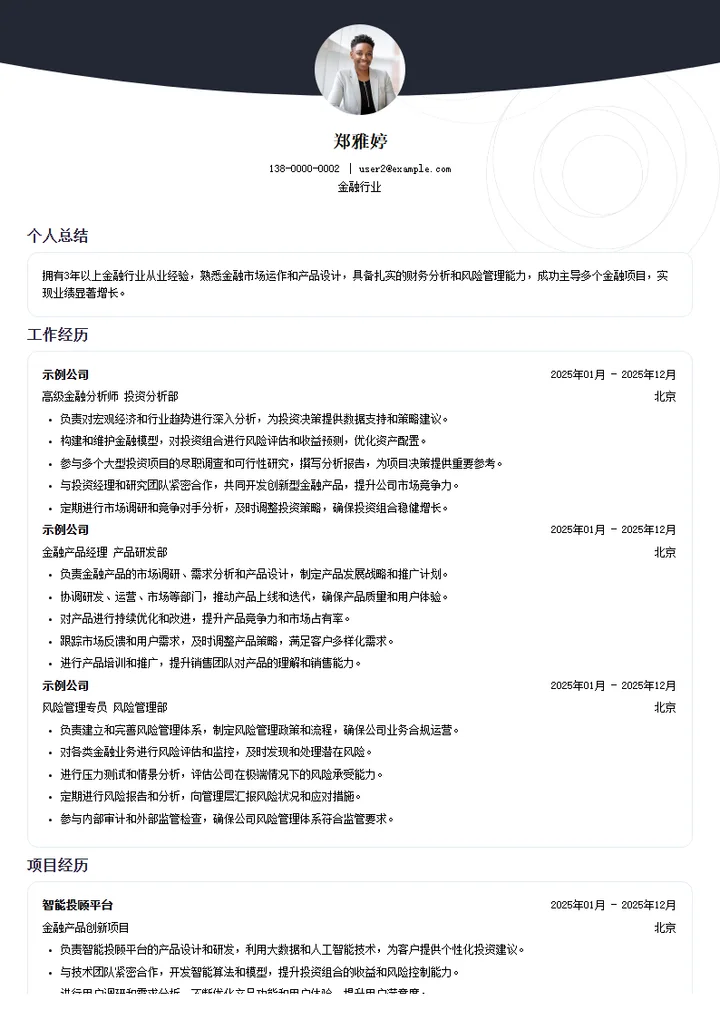 郑雅婷
138-0000-0002 | user2@example.com
金融行业
个人总结
拥有3年以上金融行业从业经验，熟悉金融市场运作和产品设计，具备扎实的财务分析和风险管理能力，成功主导多个金融项目，实
现业绩显著增长。
工作经历
示例公司 2025年01月 - 2025年12月
高级金融分析师 投资分析部 北京
• 负责对宏观经济和行业趋势进行深入分析，为投资决策提供数据支持和策略建议。
• 构建和维护金融模型，对投资组合进行风险评估和收益预测，优化资产配置。
• 参与多个大型投资项目的尽职调查和可行性研究，撰写分析报告，为项目决策提供重要参考。
• 与投资经理和研究团队紧密合作，共同开发创新型金融产品，提升公司市场竞争力。
• 定期进行市场调研和竞争对手分析，及时调整投资策略，确保投资组合稳健增长。
示例公司 2025年01月 - 2025年12月
金融产品经理 产品研发部 北京
• 负责金融产品的市场调研、需求分析和产品设计，制定产品发展战略和推广计划。
• 协调研发、运营、市场等部门，推动产品上线和迭代，确保产品质量和用户体验。
• 对产品进行持续优化和改进，提升产品竞争力和市场占有率。
• 跟踪市场反馈和用户需求，及时调整产品策略，满足客户多样化需求。
• 进行产品培训和推广，提升销售团队对产品的理解和销售能力。
示例公司 2025年01月 - 2025年12月
风险管理专员 风险管理部 北京
• 负责建立和完善风险管理体系，制定风险管理政策和流程，确保公司业务合规运营。
• 对各类金融业务进行风险评估和监控，及时发现和处理潜在风险。
• 进行压力测试和情景分析，评估公司在极端情况下的风险承受能力。
• 定期进行风险报告和分析，向管理层汇报风险状况和应对措施。
• 参与内部审计和外部监管检查，确保公司风险管理体系符合监管要求。
项目经历
智能投顾平台 2025年01月 - 2025年12月
金融产品创新项目 北京
• 负责智能投顾平台的产品设计和研发，利用大数据和人工智能技术，为客户提供个性化投资建议。
• 与技术团队紧密合作，开发智能算法和模型，提升投资组合的收益和风险控制能力。
• 进行用户调研和需求分析，不断优化产品功能和用户体验，提升用户满意度。